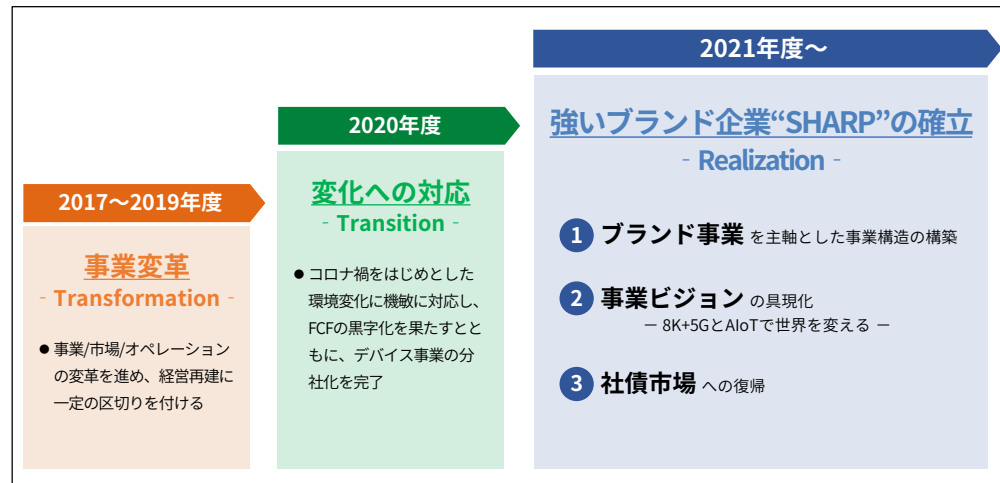 2017～2019年度
事業変革
- Transformation -
● 事業/市場/オペレーション
の変革を進め、経営再建に
一定の区切りを付ける
2020年度
変化への対応
- Transition -
● コロナ禍をはじめとした
環境変化に機敏に対応し、
FCFの黒字化を果たすとと
もに、デバイス事業の分
社化を完了
2021年度～
強いブランド企業“SHARP”の確立
- Realization -
1 ブランド事業 を主軸とした事業構造の構築
2 事業ビジョン の具現化
― 8K+5GとAIoTで世界を変える ―
3 社債市場 への復帰